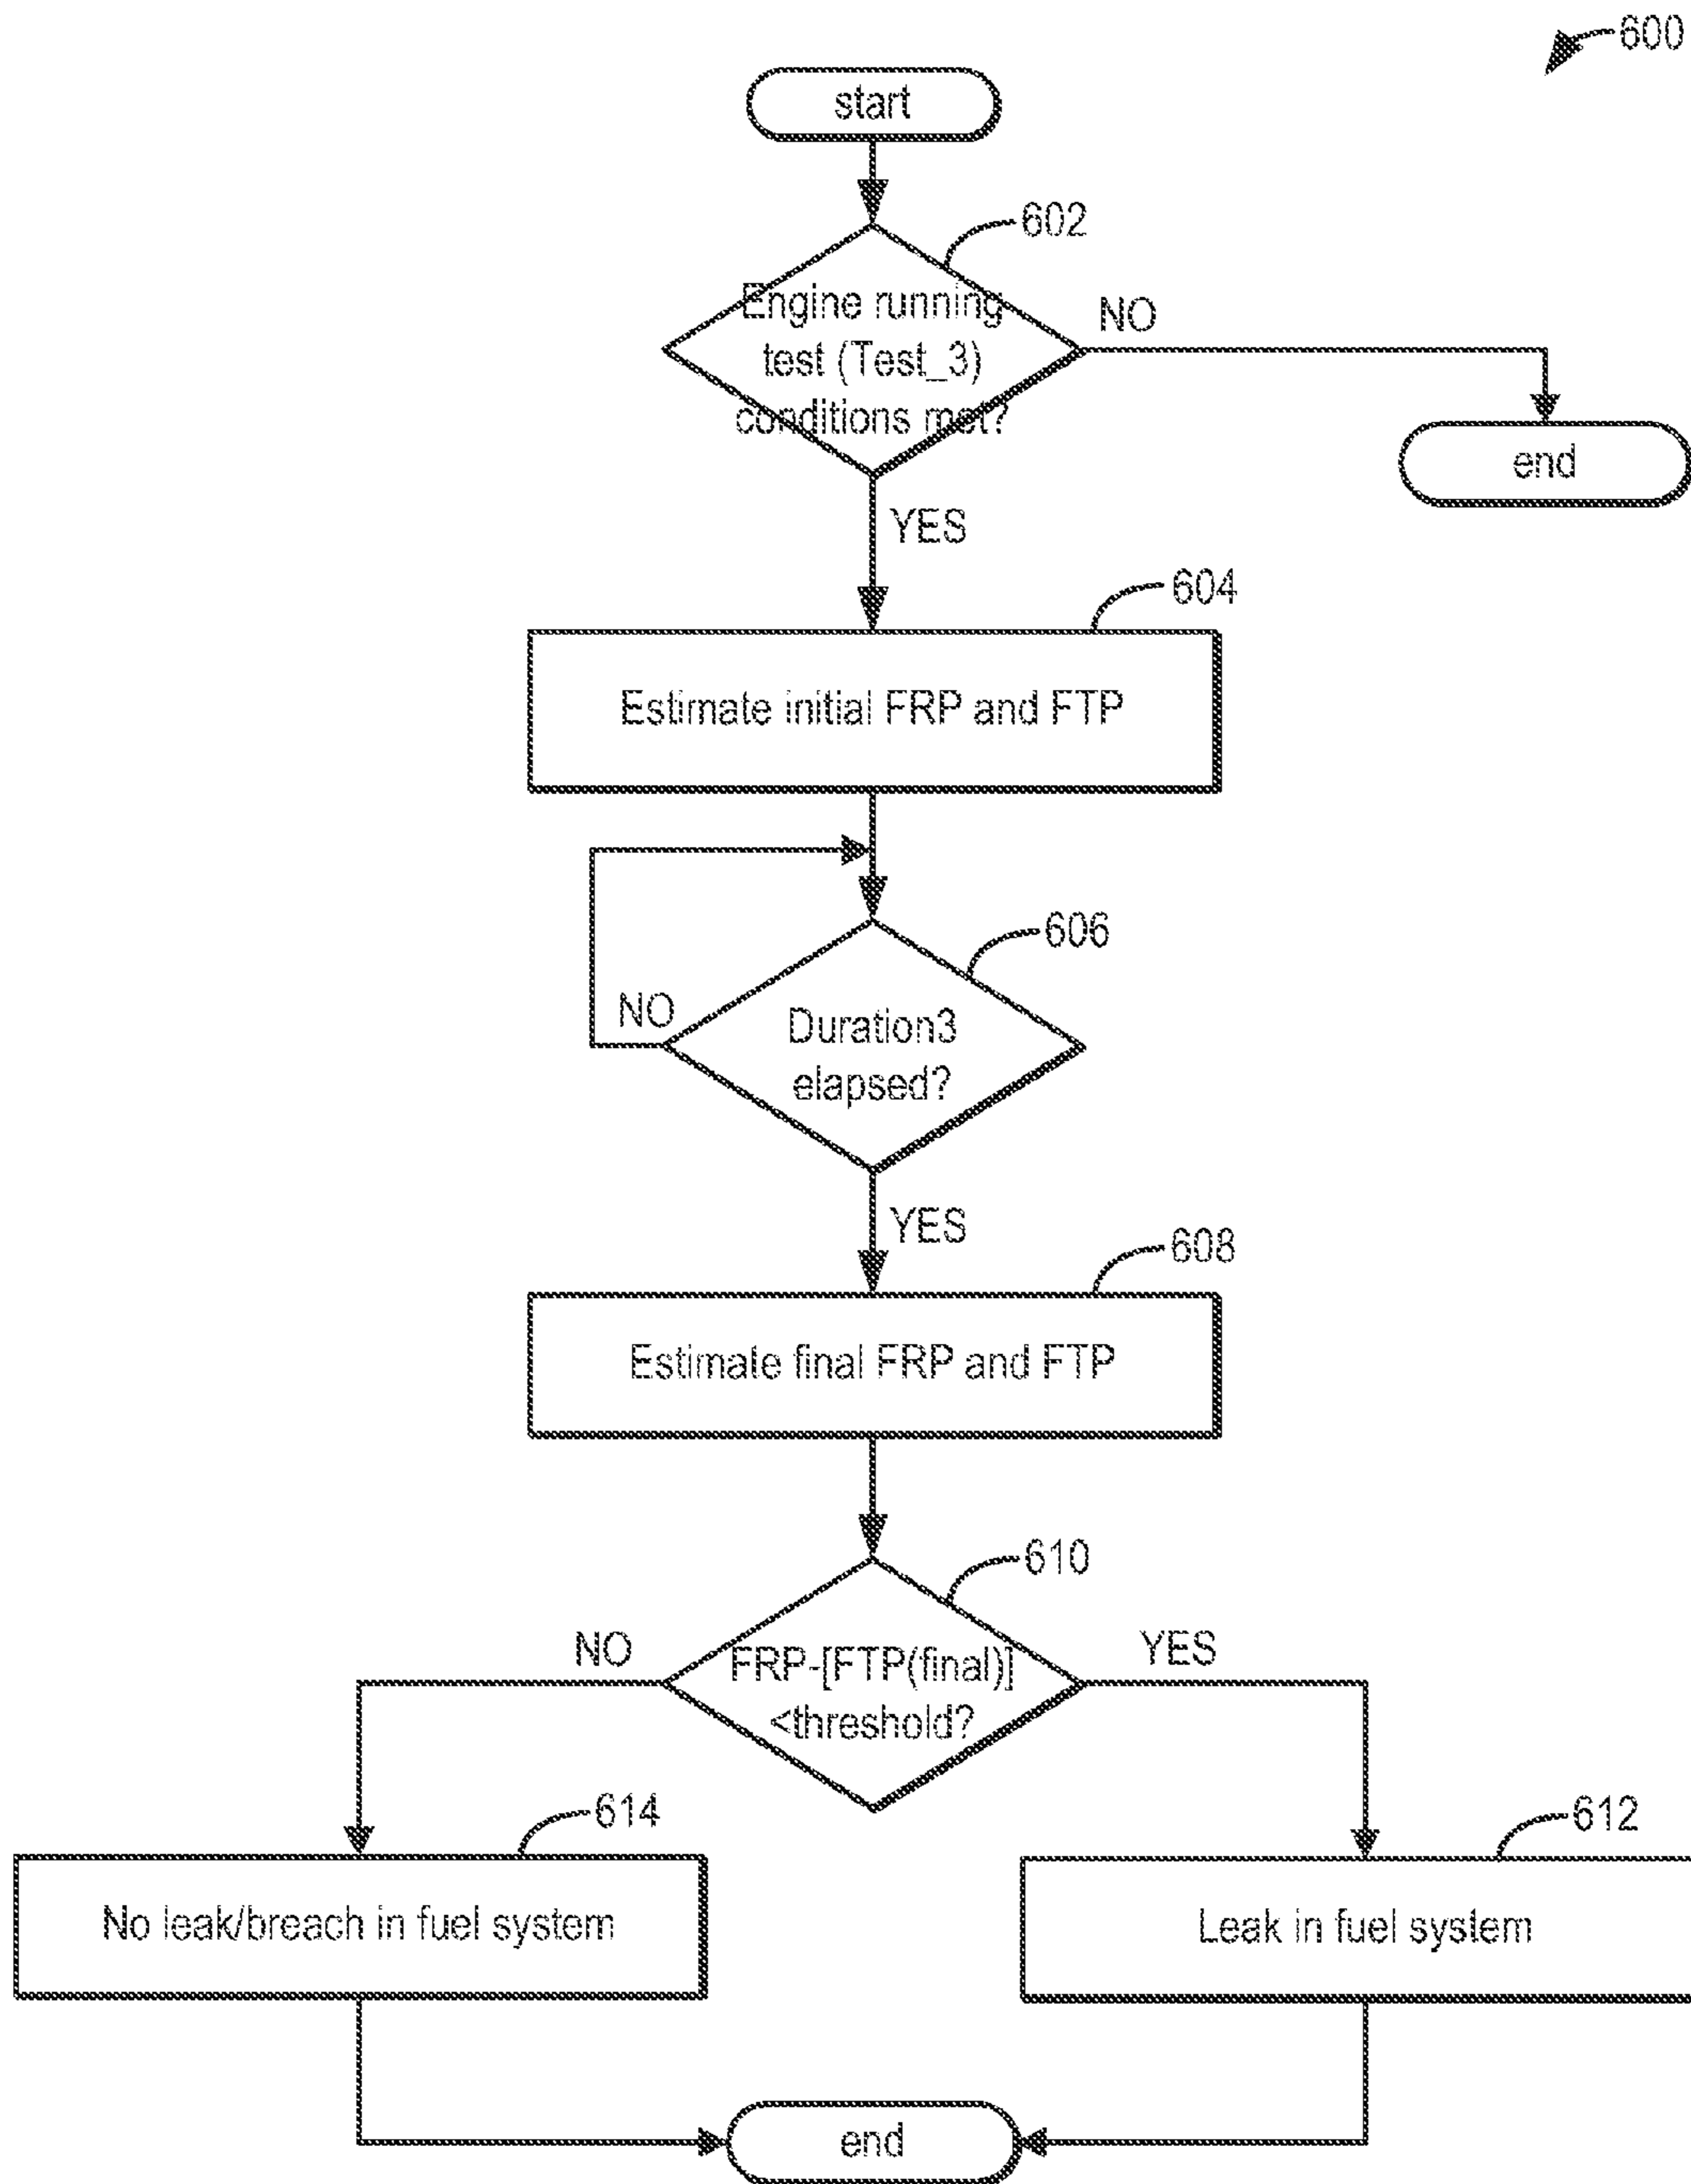 600
start
602
Engine running
test (Test_3)
conditions met?
NO
end
YES
604
Estimate initial FRP and FTP
606
NO
Duration3
elapsed?
YES
608
Estimate final FRP and FTP
610
NO
FRP-[FTP(final)]
<threshold?
YES
614
No leak/breach in fuel system
612
Leak in fuel system
end